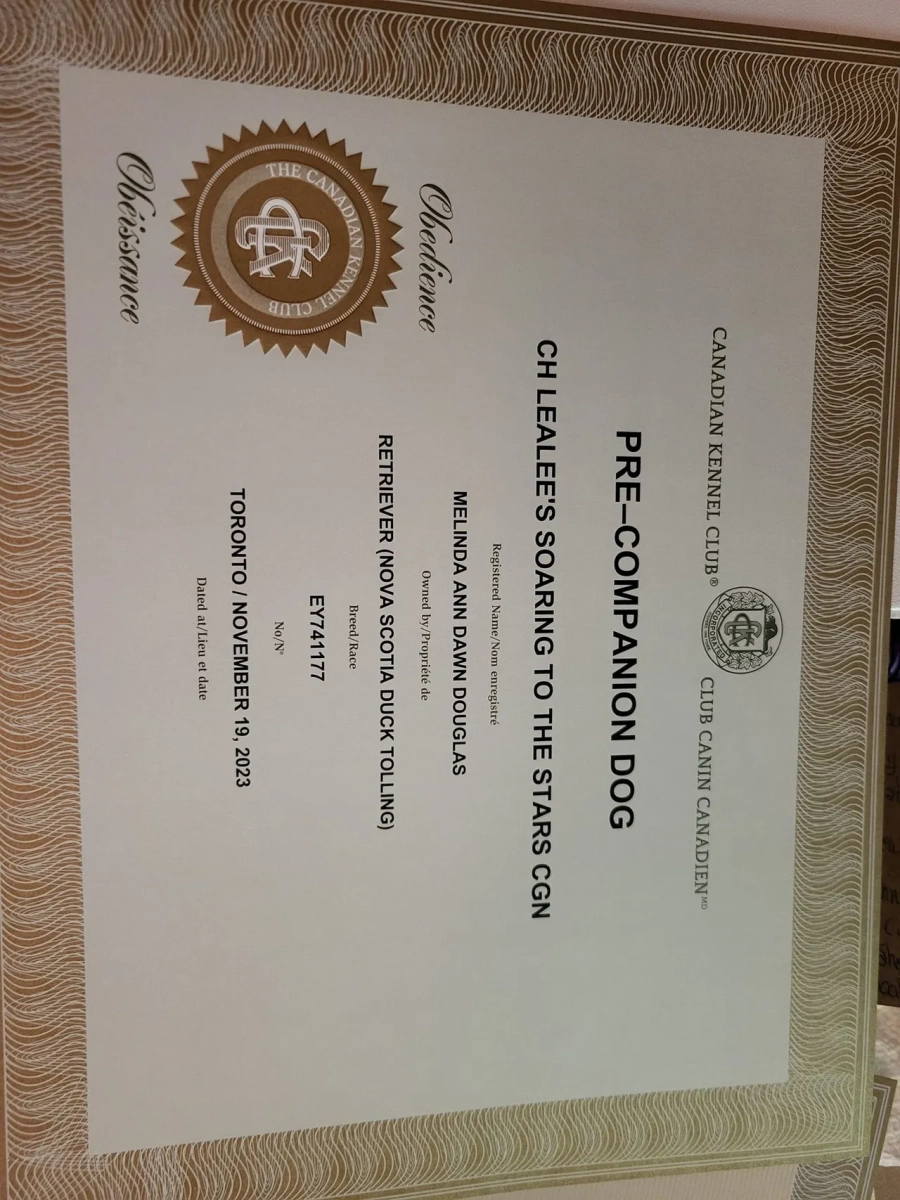 CANADIAN KENNEL CLUB® CLUB CANIN CANADIEN MD
PRE–COMPANION DOG
CH LEALEE'S SOARING TO THE STARS CGN
Registered Name/Nom enregistré
MELINDA ANN DAWN DOUGLAS
Owned by/Propriété de
RETRIEVER (NOVA SCOTIA DUCK TOLLING)
Breed/Race
EY741177
No/N°
TORONTO / NOVEMBER 19, 2023
Dated at/Lieu et date
Obedience
THE CANADIAN KENNEL CLUB
CKC
Obéissance